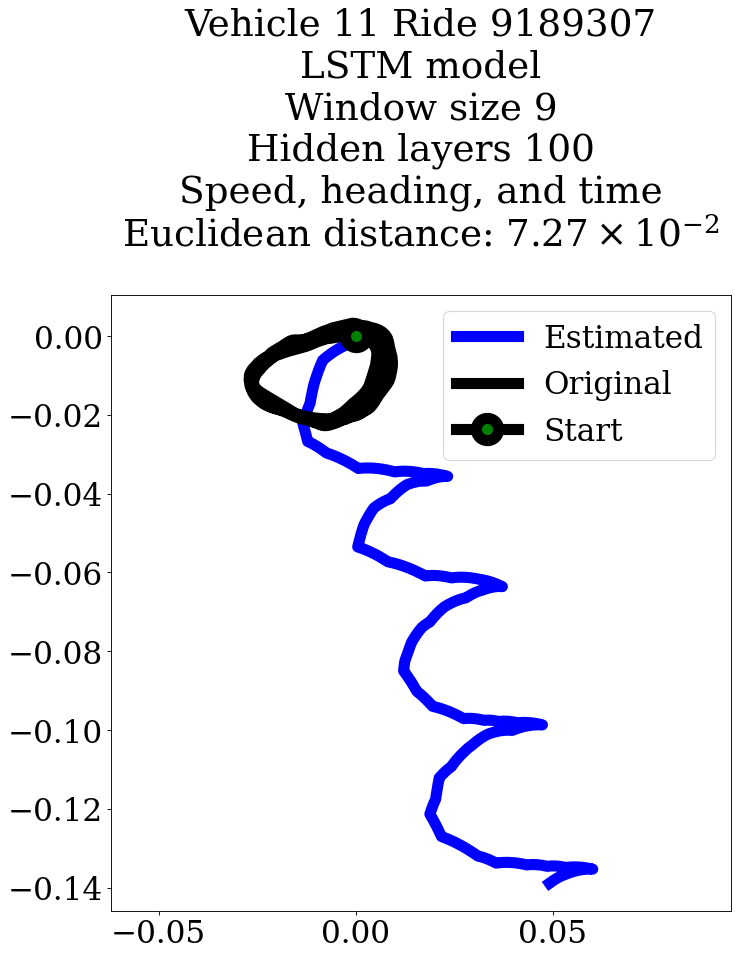 Vehicle 11 Ride 9189307
LSTM model
Window size 9
Hidden layers 100
Speed, heading, and time
Euclidean distance: 7.27 × 10⁻²
Estimated
Original
Start
0.00
−0.02
−0.04
−0.06
−0.08
−0.10
−0.12
−0.14
−0.05
0.00
0.05